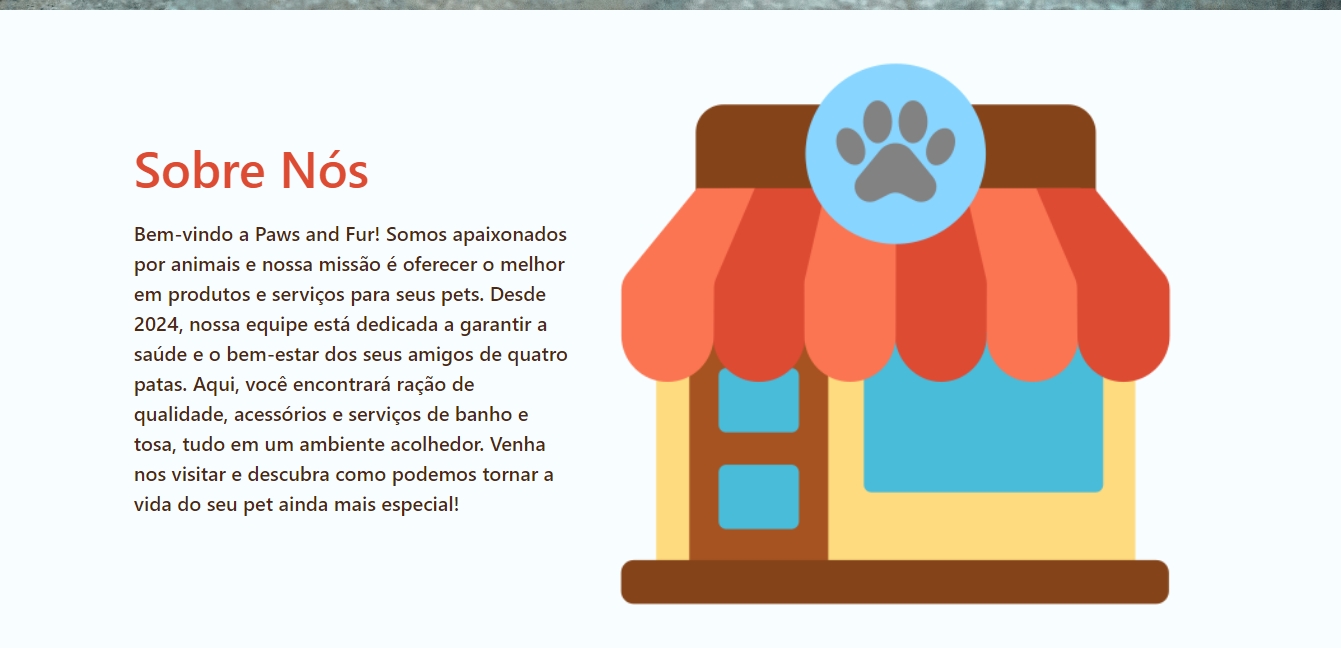 Sobre Nós
Bem-vindo a Paws and Fur! Somos apaixonados
por animais e nossa missão é oferecer o melhor
em produtos e serviços para seus pets. Desde
2024, nossa equipe está dedicada a garantir a
saúde e o bem-estar dos seus amigos de quatro
patas. Aqui, você encontrará ração de
qualidade, acessórios e serviços de banho e
tosa, tudo em um ambiente acolhedor. Venha
nos visitar e descubra como podemos tornar a
vida do seu pet ainda mais especial!